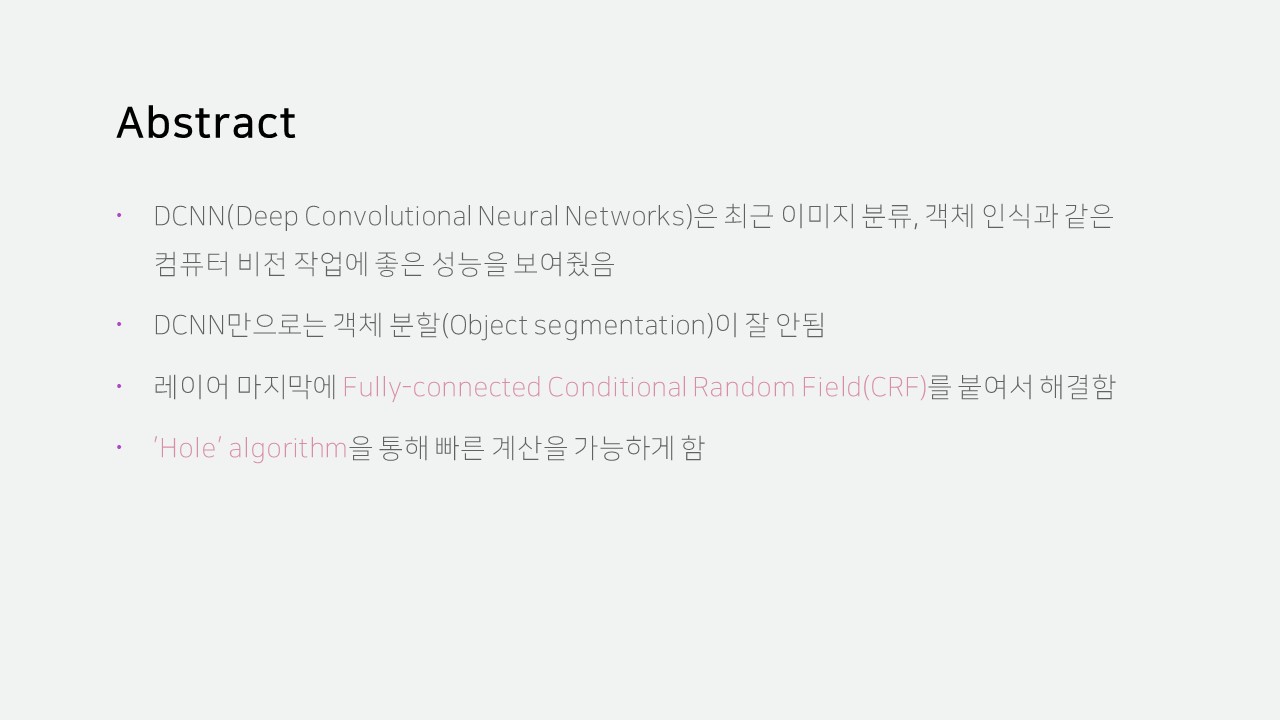 Abstract
• DCNN(Deep Convolutional Neural Networks)은 최근 이미지 분류, 객체 인식과 같은
컴퓨터 비전 작업에 좋은 성능을 보여줬음
• DCNN만으로는 객체 분할(Object segmentation)이 잘 안됨
• 레이어 마지막에 Fully-connected Conditional Random Field(CRF)를 붙여서 해결함
• ‘Hole’ algorithm을 통해 빠른 계산을 가능하게 함